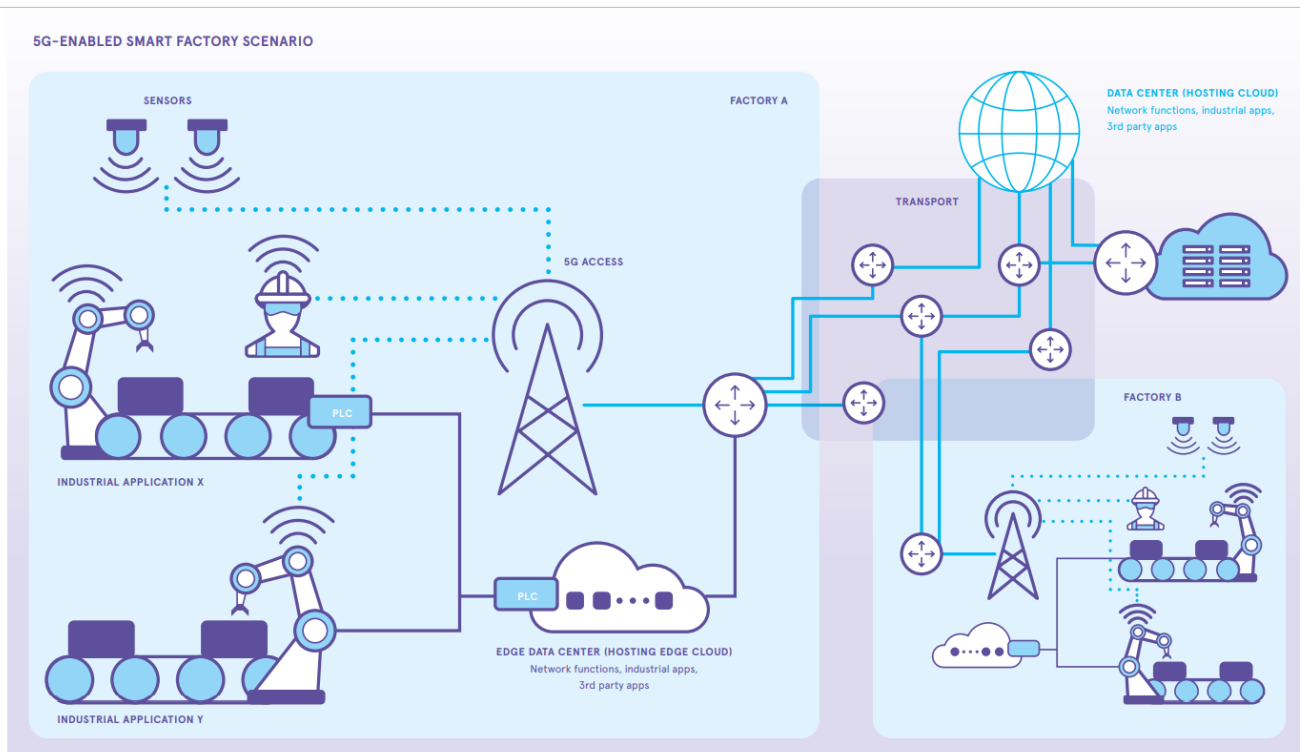 5G-ENABLED SMART FACTORY SCENARIO
SENSORS
FACTORY A
DATA CENTER (HOSTING CLOUD)
Network functions, industrial apps,
3rd party apps
TRANSPORT
5G ACCESS
PLC
FACTORY B
INDUSTRIAL APPLICATION X
PLC
EDGE DATA CENTER (HOSTING EDGE CLOUD)
Network functions, industrial apps,
3rd party apps
INDUSTRIAL APPLICATION Y